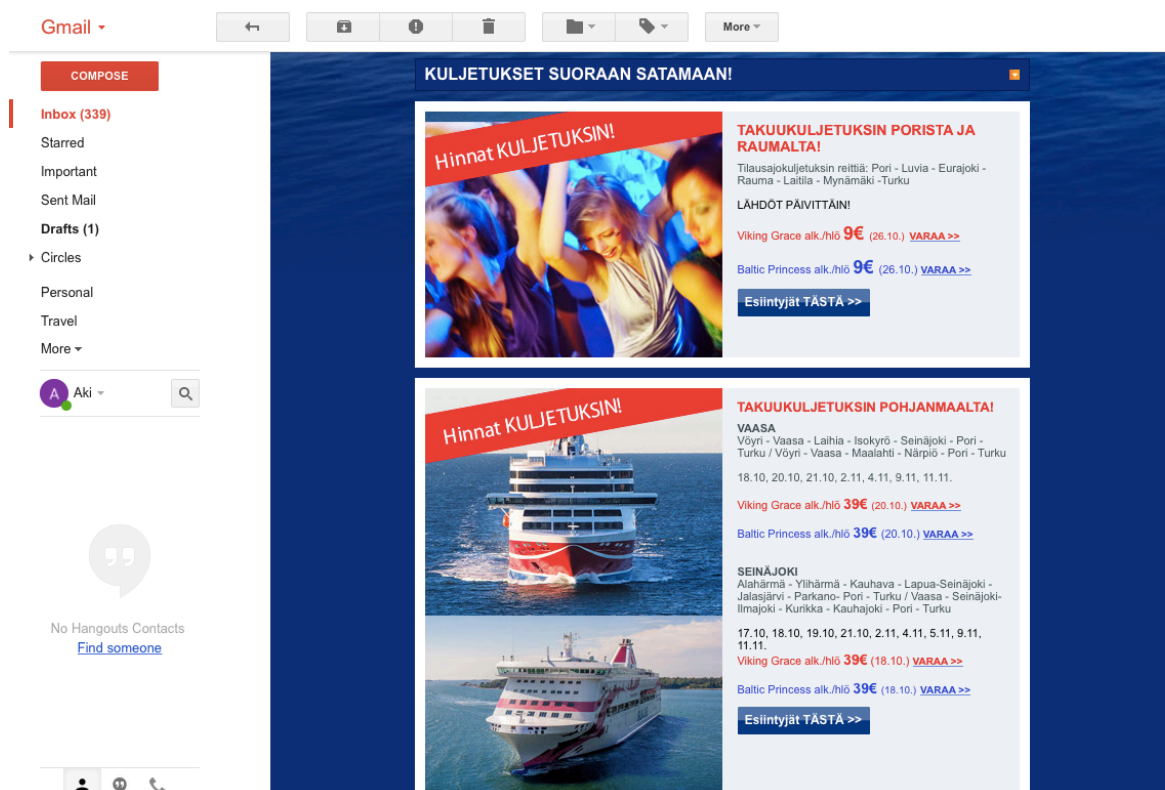 Gmail
More
COMPOSE
Inbox (339)
Starred
Important
Sent Mail
Drafts (1)
Circles
Personal
Travel
More
A
Aki
No Hangouts Contacts
Find someone
KULJETUKSET SUORAAN SATAMAAN!
Hinnat KULJETUKSIN!
TAKUUKULJETUKSIN PORISTA JA
RAUMALTA!
Tilausajokuljetuksin reittiä: Pori - Luvia - Eurajoki -
Rauma - Laitila - Mynämäki -Turku
LÄHDÖT PÄIVITTÄIN!
Viking Grace alk./hlö 9€ (26.10.) VARAA >>
Baltic Princess alk./hlö 9€ (26.10.) VARAA >>
Esiintyjät TÄSTÄ >>
Hinnat KULJETUKSIN!
TAKUUKULJETUKSIN POHJANMAALTA!
VAASA
Vöyri - Vaasa - Laihia - Isokyrö - Seinäjoki - Pori -
Turku / Vöyri - Vaasa - Maalahti - Närpiö - Pori - Turku
18.10, 20.10, 21.10, 2.11, 4.11, 9.11, 11.11.
Viking Grace alk./hlö 39€ (20.10.) VARAA >>
Baltic Princess alk./hlö 39€ (20.10.) VARAA >>
SEINÄJOKI
Alahärmä - Ylihärmä - Kauhava - Lapua-Seinäjoki -
Jalasjärvi - Parkano- Pori - Turku / Vaasa - Seinäjoki-
Ilmajoki - Kurikka - Kauhajoki - Pori - Turku
17.10, 18.10, 19.10, 21.10, 2.11, 4.11, 5.11, 9.11,
11.11.
Viking Grace alk./hlö 39€ (18.10.) VARAA >>
Baltic Princess alk./hlö 39€ (18.10.) VARAA >>
Esiintyjät TÄSTÄ >>